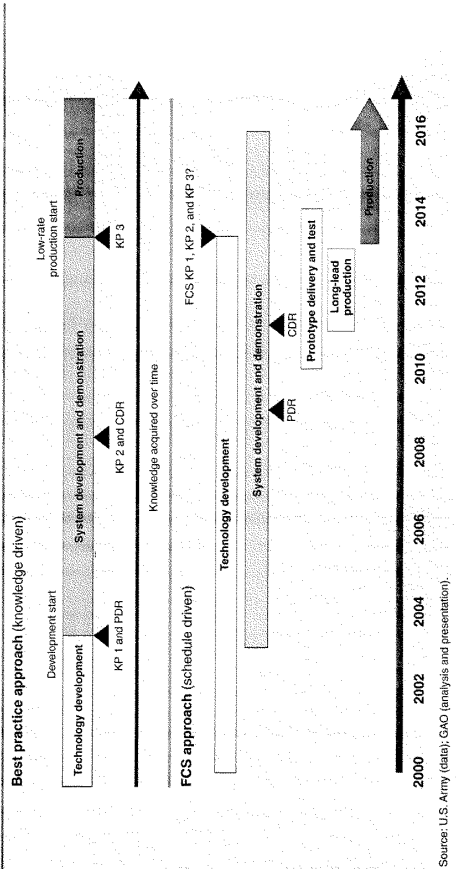 Best practice approach (knowledge driven)
Development start
Low-rate
production start
Technology development
System development and demonstration
Production
KP 1 and PDR
KP 2 and CDR
KP 3
Knowledge acquired over time
FCS approach (schedule driven)
FCS KP 1, KP 2, and KP 3?
Technology development
System development and demonstration
PDR
CDR
Prototype delivery and test
Long-lead
production
Production
2000 2002 2004 2006 2008 2010 2012 2014 2016
Source: U.S. Army (data); GAO (analysis and presentation).